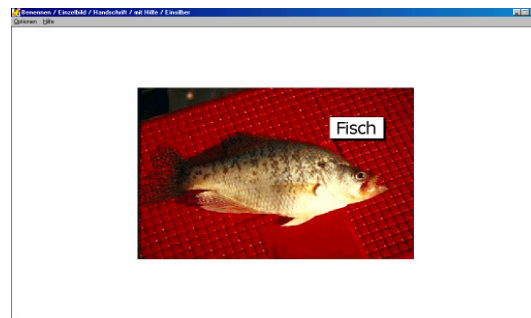 Benennen / Einzelbild / Handschrift / mit Hilfe / Einsilber
Optionen Hilfe
Fisch